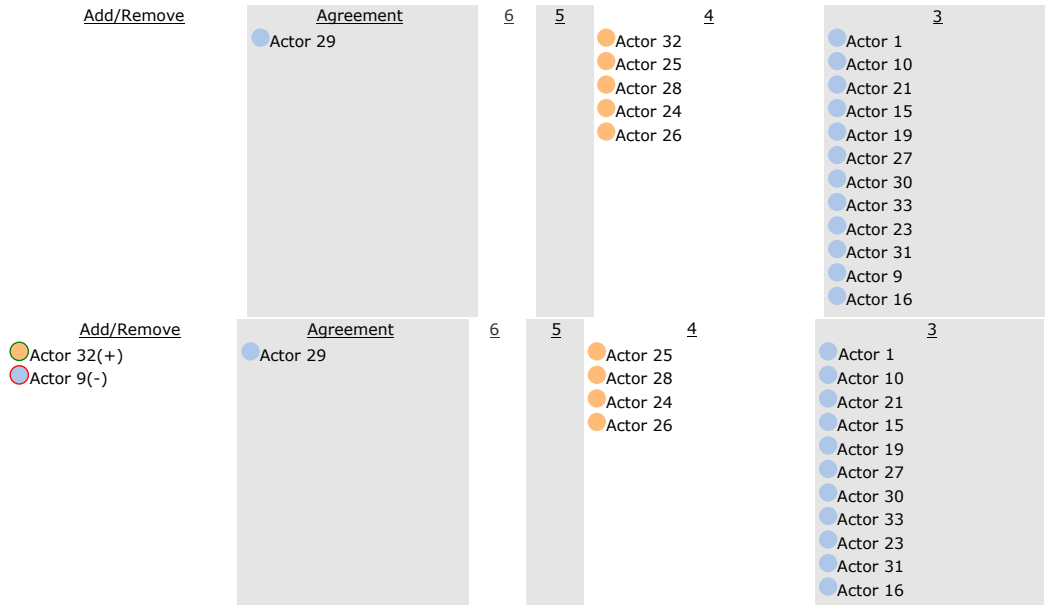 Add/Remove Agreement 6 5 4 3
Actor 29 Actor 32 Actor 1
Actor 25 Actor 10
Actor 28 Actor 21
Actor 24 Actor 15
Actor 26 Actor 19
Actor 27
Actor 30
Actor 33
Actor 23
Actor 31
Actor 9
Actor 16
Add/Remove Agreement 6 5 4 3
Actor 32(+) Actor 29 Actor 25 Actor 1
Actor 9(-) Actor 28 Actor 10
Actor 24 Actor 21
Actor 26 Actor 15
Actor 19
Actor 27
Actor 30
Actor 33
Actor 23
Actor 31
Actor 16